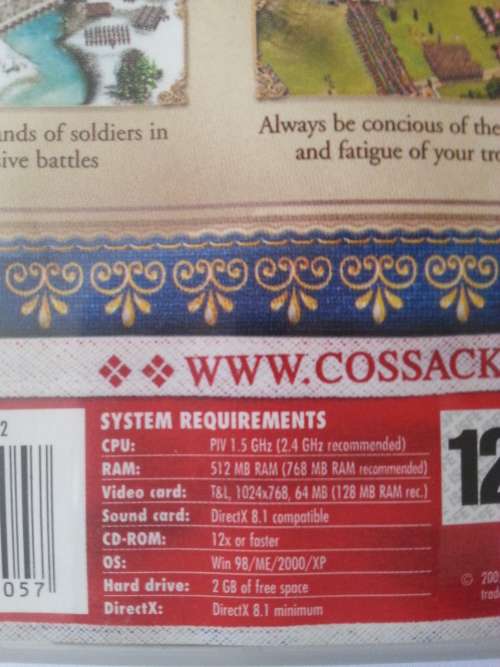 ands of soldiers in
sive battles
Always be concious of the
and fatigue of your tro
WWW.COSSACK
2
057
SYSTEM REQUIREMENTS
CPU: PIV 1.5 GHz (2.4 GHz recommended)
RAM: 512 MB RAM (768 MB RAM recommended)
Video card: T&L, 1024x768, 64 MB (128 MB RAM rec.)
Sound card: DirectX 8.1 compatible
CD-ROM: 12x or faster
OS: Win 98/ME/2000/XP
Hard drive: 2 GB of free space
DirectX: DirectX 8.1 minimum
12
© 200
trad